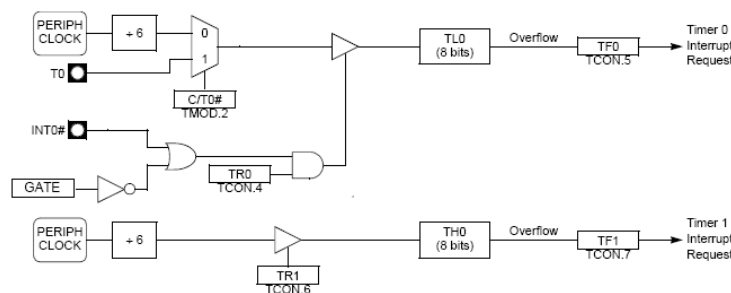 PERIPH
CLOCK
÷ 6
0
1
T0
C/T0#
TMOD.2
TL0
(8 bits)
Overflow
TF0
TCON.5
Timer 0
Interrupt
Request
INT0#
GATE
TR0
TCON.4
PERIPH
CLOCK
÷ 6
TR1
TCON.6
TH0
(8 bits)
Overflow
TF1
TCON.7
Timer 1
Interrupt
Request